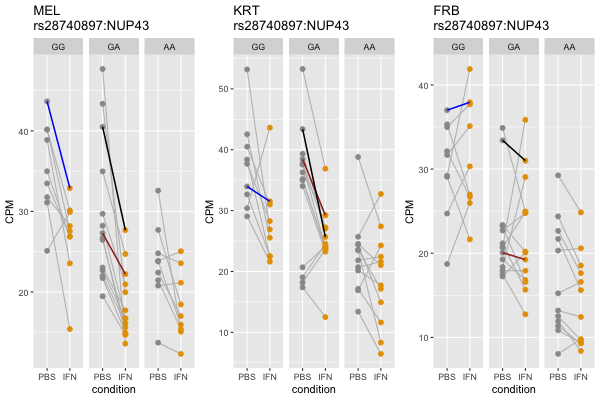 MEL
rs28740897:NUP43
GG GA AA
CPM
40
30
20
PBS IFN PBS IFN PBS IFN
condition
KRT
rs28740897:NUP43
GG GA AA
CPM
50
40
30
20
10
PBS IFN PBS IFN PBS IFN
condition
FRB
rs28740897:NUP43
GG GA AA
CPM
40
30
20
10
PBS IFN PBS IFN PBS IFN
condition